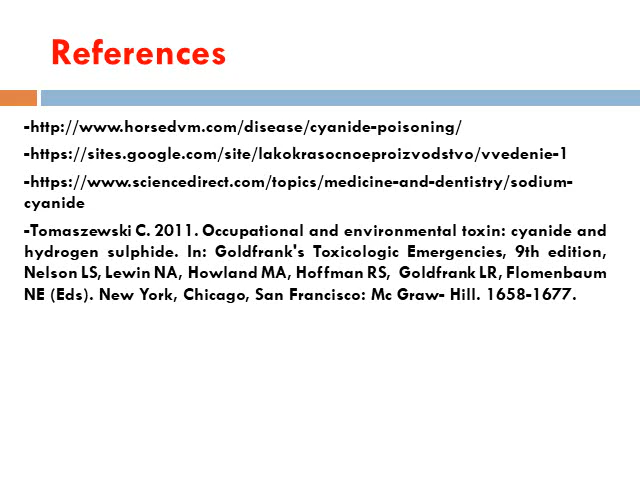 References
-http://www.horsedvm.com/disease/cyanide-poisoning/
-https://sites.google.com/site/lakokrasocnoeproizvodstvo/vvedenie-1
-https://www.sciencedirect.com/topics/medicine-and-dentistry/sodium-
cyanide
-Tomaszewski C. 2011. Occupational and environmental toxin: cyanide and
hydrogen sulphide. In: Goldfrank's Toxicologic Emergencies, 9th edition,
Nelson LS, Lewin NA, Howland MA, Hoffman RS, Goldfrank LR, Flomenbaum
NE (Eds). New York, Chicago, San Francisco: Mc Graw- Hill. 1658-1677.